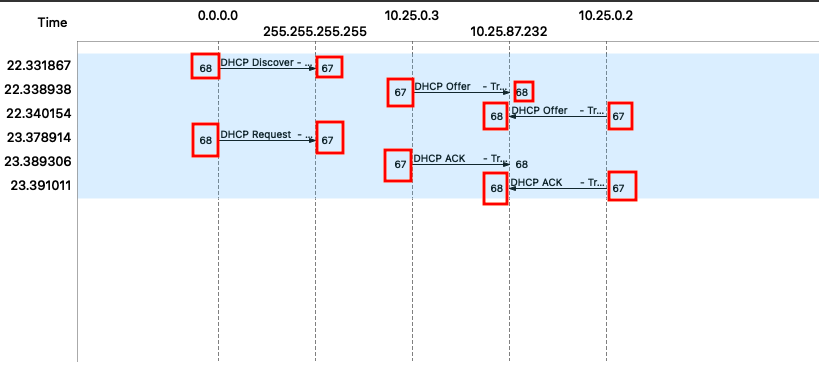 Time 0.0.0.0 10.25.0.3 10.25.0.2
255.255.255.255 10.25.87.232
22.331867 68 DHCP Discover - ... 67
22.338938 67 DHCP Offer - Tr... 68
22.340154 68 DHCP Offer - Tr... 67
23.378914 68 DHCP Request - ... 67
23.389306 67 DHCP ACK - Tr... 68
23.391011 68 DHCP ACK - Tr... 67